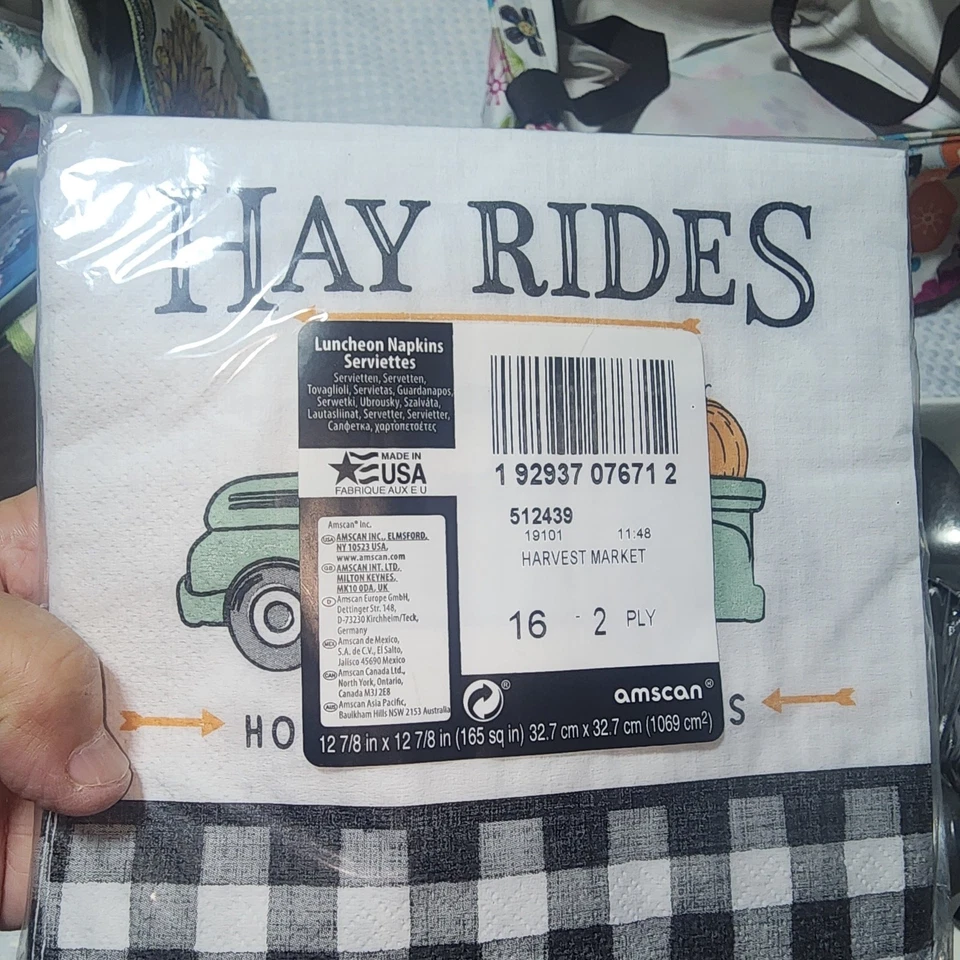 HAY RIDES
Luncheon Napkins
Serviettes
Servietten, Servetten,
Tovaglioli, Servietas, Guardanapos,
Serwetki, Ubrousky, Szalváta,
Lautasliinat, Servetter, Servietter,
Салфетка, χαρτοπετσέτες
MADE IN
USA
FABRIQUE AUX E U
Amscan® Inc.
USA AMSCAN INC., ELMSFORD,
NY 10523 USA,
www.amscan.com
GB AMSCAN INT. LTD.
MILTON KEYNES,
MK10 0DA, UK
D Amscan Europe GmbH,
Dettinger Str. 148,
D-73230 Kirchheim/Teck,
Germany
MEX Amscan de Mexico,
S.A. de C.V., El Salto,
Jalisco 45690 Mexico
CAN Amscan Canada Ltd.,
North York, Ontario,
Canada M3J 2E8
AUS Amscan Asia Pacific,
Baulkham Hills NSW 2153 Australia
1 92937 07671 2
512439
19101 11:48
HARVEST MARKET
16 - 2 PLY
amscan®
®
12 7/8 in x 12 7/8 in (165 sq in) 32.7 cm x 32.7 cm (1069 cm²)
HO
S